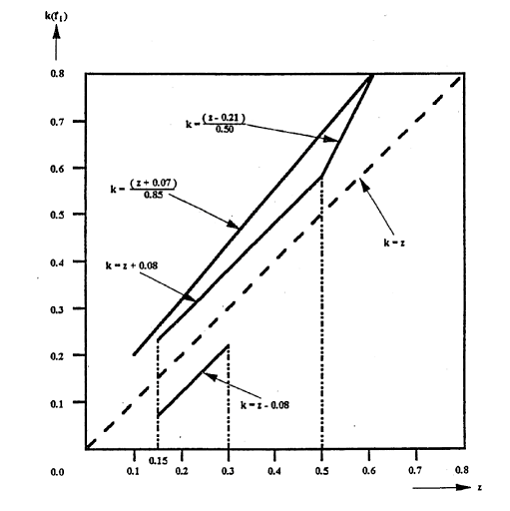 k(f₁)
0.8
k = (z - 0.21)
0.50
0.7
0.6
k = (z + 0.07)
0.85
0.5
k = z
0.4
k = z + 0.08
0.3
0.2
0.1
k = z - 0.08
0.0
0.1
0.15
0.2
0.3
0.4
0.5
0.6
0.7
0.8
z